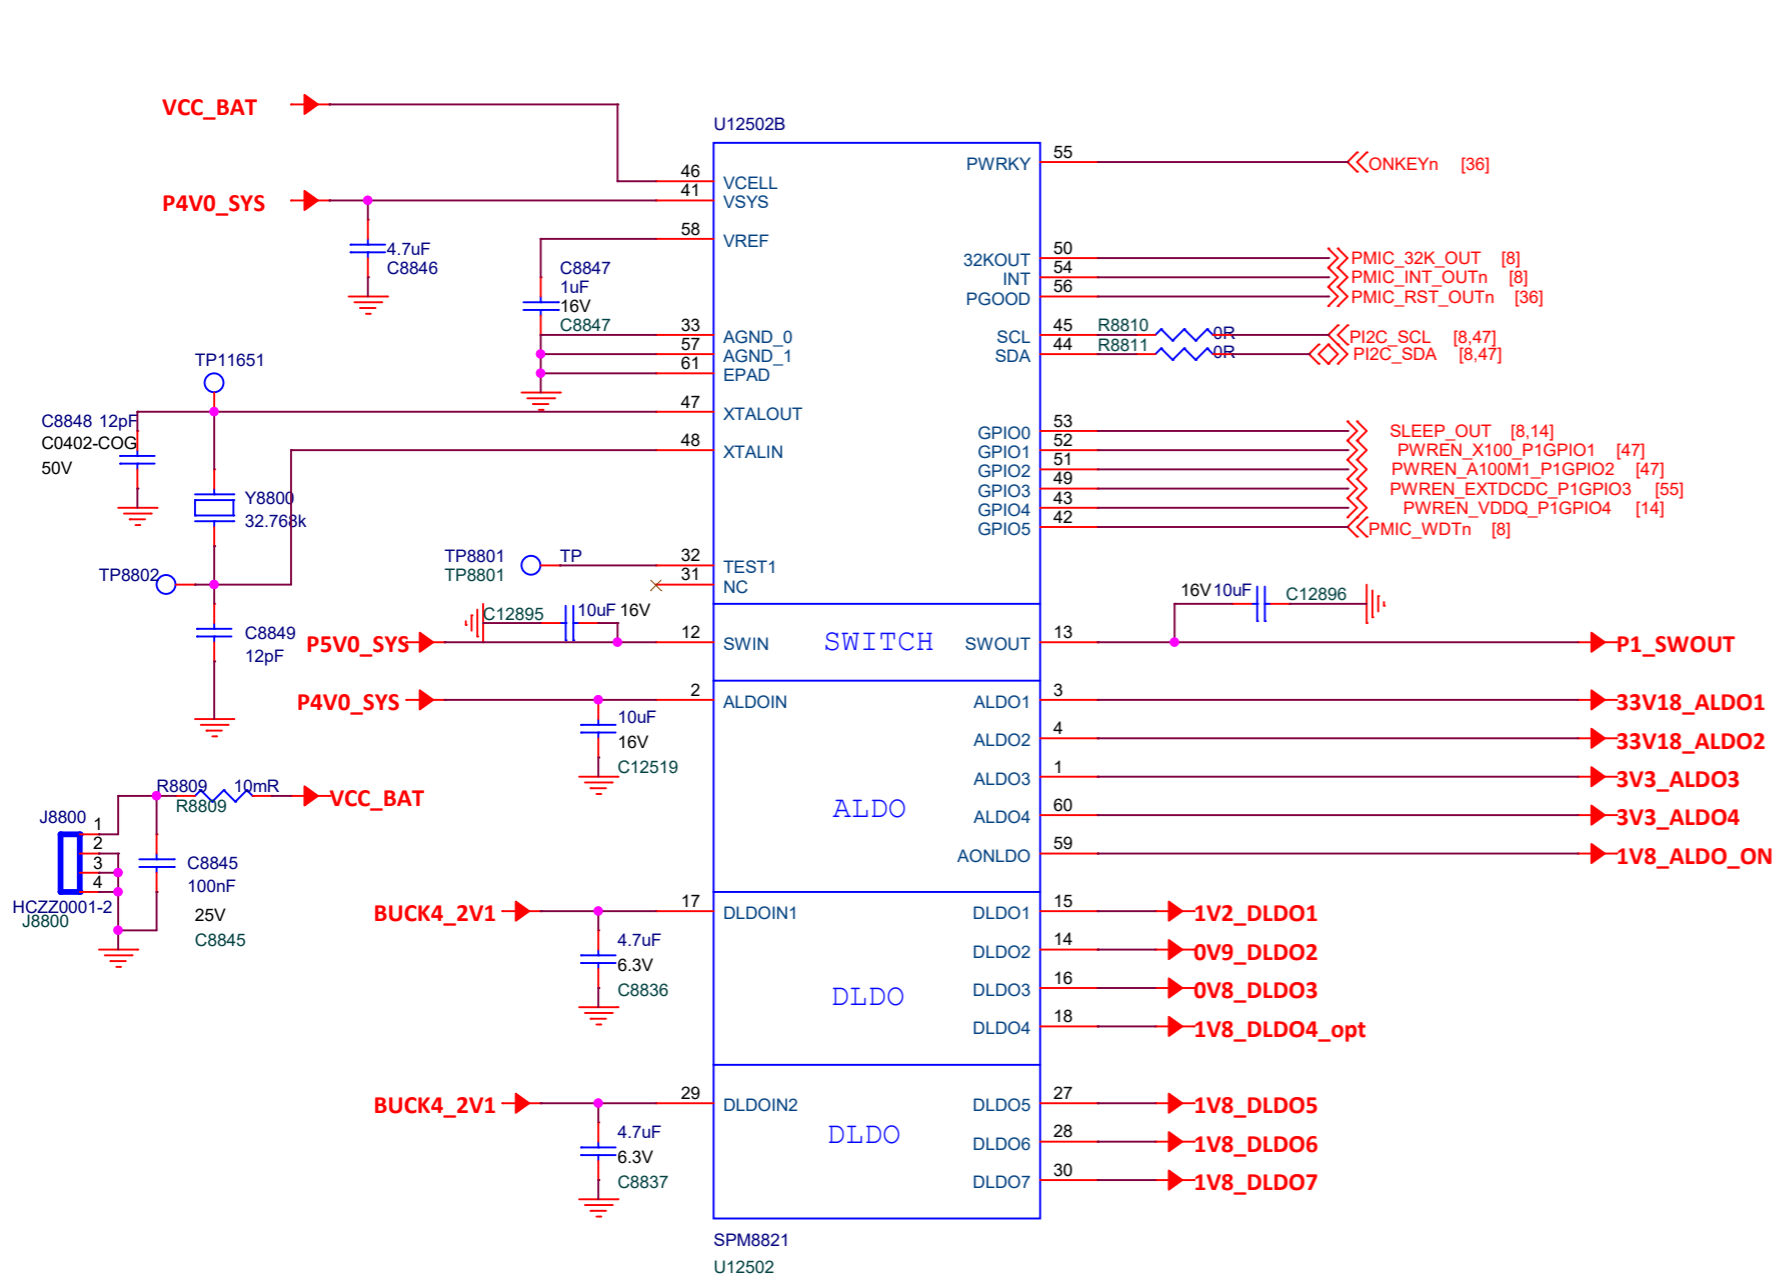 VCC_BAT
U12502B
PWRKY 55 ONKEYn [36]
46 VCELL
P4V0_SYS 41 VSYS
4.7uF
C8846
58 VREF
C8847
1uF
16V
C8847
32KOUT 50 PMIC_32K_OUT [8]
INT 54 PMIC_INT_OUTn [8]
PGOOD 56 PMIC_RST_OUTn [36]
33 AGND_0
57 AGND_1
61 EPAD
SCL 45 R8810 0R PI2C_SCL [8,47]
SDA 44 R8811 0R PI2C_SDA [8,47]
TP11651
47 XTALOUT
48 XTALIN
C8848 12pF
C0402-COG
50V
Y8800
32.768k
GPIO0 53 SLEEP_OUT [8,14]
GPIO1 52 PWREN_X100_P1GPIO1 [47]
GPIO2 51 PWREN_A100M1_P1GPIO2 [47]
GPIO3 49 PWREN_EXTDCDC_P1GPIO3 [55]
GPIO4 43 PWREN_VDDQ_P1GPIO4 [14]
GPIO5 42 PMIC_WDTn [8]
TP8801 TP 32 TEST1
TP8801
31 NC
TP8802
C8849
12pF
C12895 10uF 16V
P5V0_SYS 12 SWIN SWITCH SWOUT 13 P1_SWOUT
16V 10uF C12896
P4V0_SYS 2 ALDOIN
10uF
16V
C12519
ALDO
ALDO1 3 33V18_ALDO1
ALDO2 4 33V18_ALDO2
ALDO3 1 3V3_ALDO3
ALDO4 60 3V3_ALDO4
AONLDO 59 1V8_ALDO_ON
R8809 10mR VCC_BAT
R8809
J8800
1
2
3
4
HCZZ0001-2
J8800
C8845
100nF
25V
C8845
BUCK4_2V1 17 DLDOIN1
4.7uF
6.3V
C8836
DLDO
DLDO1 15 1V2_DLDO1
DLDO2 14 0V9_DLDO2
DLDO3 16 0V8_DLDO3
DLDO4 18 1V8_DLDO4_opt
BUCK4_2V1 29 DLDOIN2
4.7uF
6.3V
C8837
DLDO
DLDO5 27 1V8_DLDO5
DLDO6 28 1V8_DLDO6
DLDO7 30 1V8_DLDO7
SPM8821
U12502